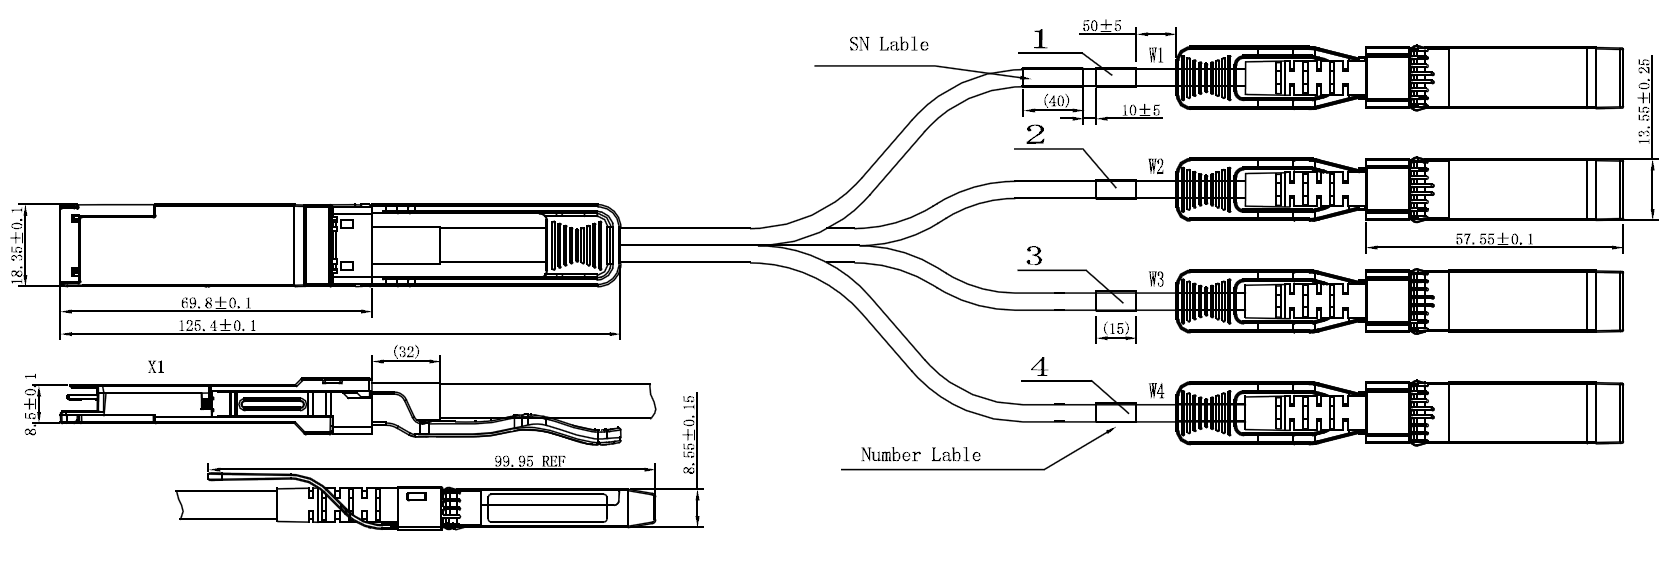 50±5
SN Lable
1
W1
(40)
10±5
13.55±0.25
2
W2
57.55±0.1
18.35±0.1
69.8±0.1
125.4±0.1
3
W3
(15)
X1
(32)
8.5±0.1
4
W4
Number Lable
8.55±0.15
99.95 REF